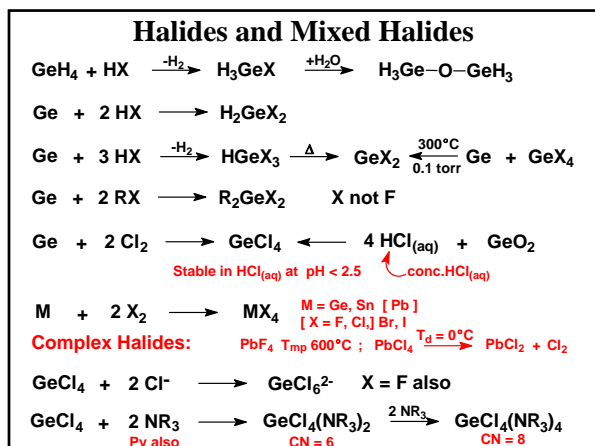 Halides and Mixed Halides
GeH₄ + HX —-H₂→ H₃GeX —+H₂O→ H₃Ge–O–GeH₃
Ge + 2 HX → H₂GeX₂
Ge + 3 HX —-H₂→ HGeX₃ —Δ→ GeX₂ ←300°C 0.1 torr— Ge + GeX₄
Ge + 2 RX → R₂GeX₂ X not F
Ge + 2 Cl₂ → GeCl₄ ← 4 HCl(aq) + GeO₂
Stable in HCl(aq) at pH < 2.5 conc.HCl(aq)
M + 2 X₂ → MX₄ M = Ge, Sn [ Pb ]
[ X = F, Cl,] Br, I
Complex Halides: PbF₄ Tmp 600°C ; PbCl₄ —Td = 0°C→ PbCl₂ + Cl₂
GeCl₄ + 2 Cl⁻ → GeCl₆²⁻ X = F also
GeCl₄ + 2 NR₃ → GeCl₄(NR₃)₂ —2 NR₃→ GeCl₄(NR₃)₄
Py also CN = 6 CN = 8